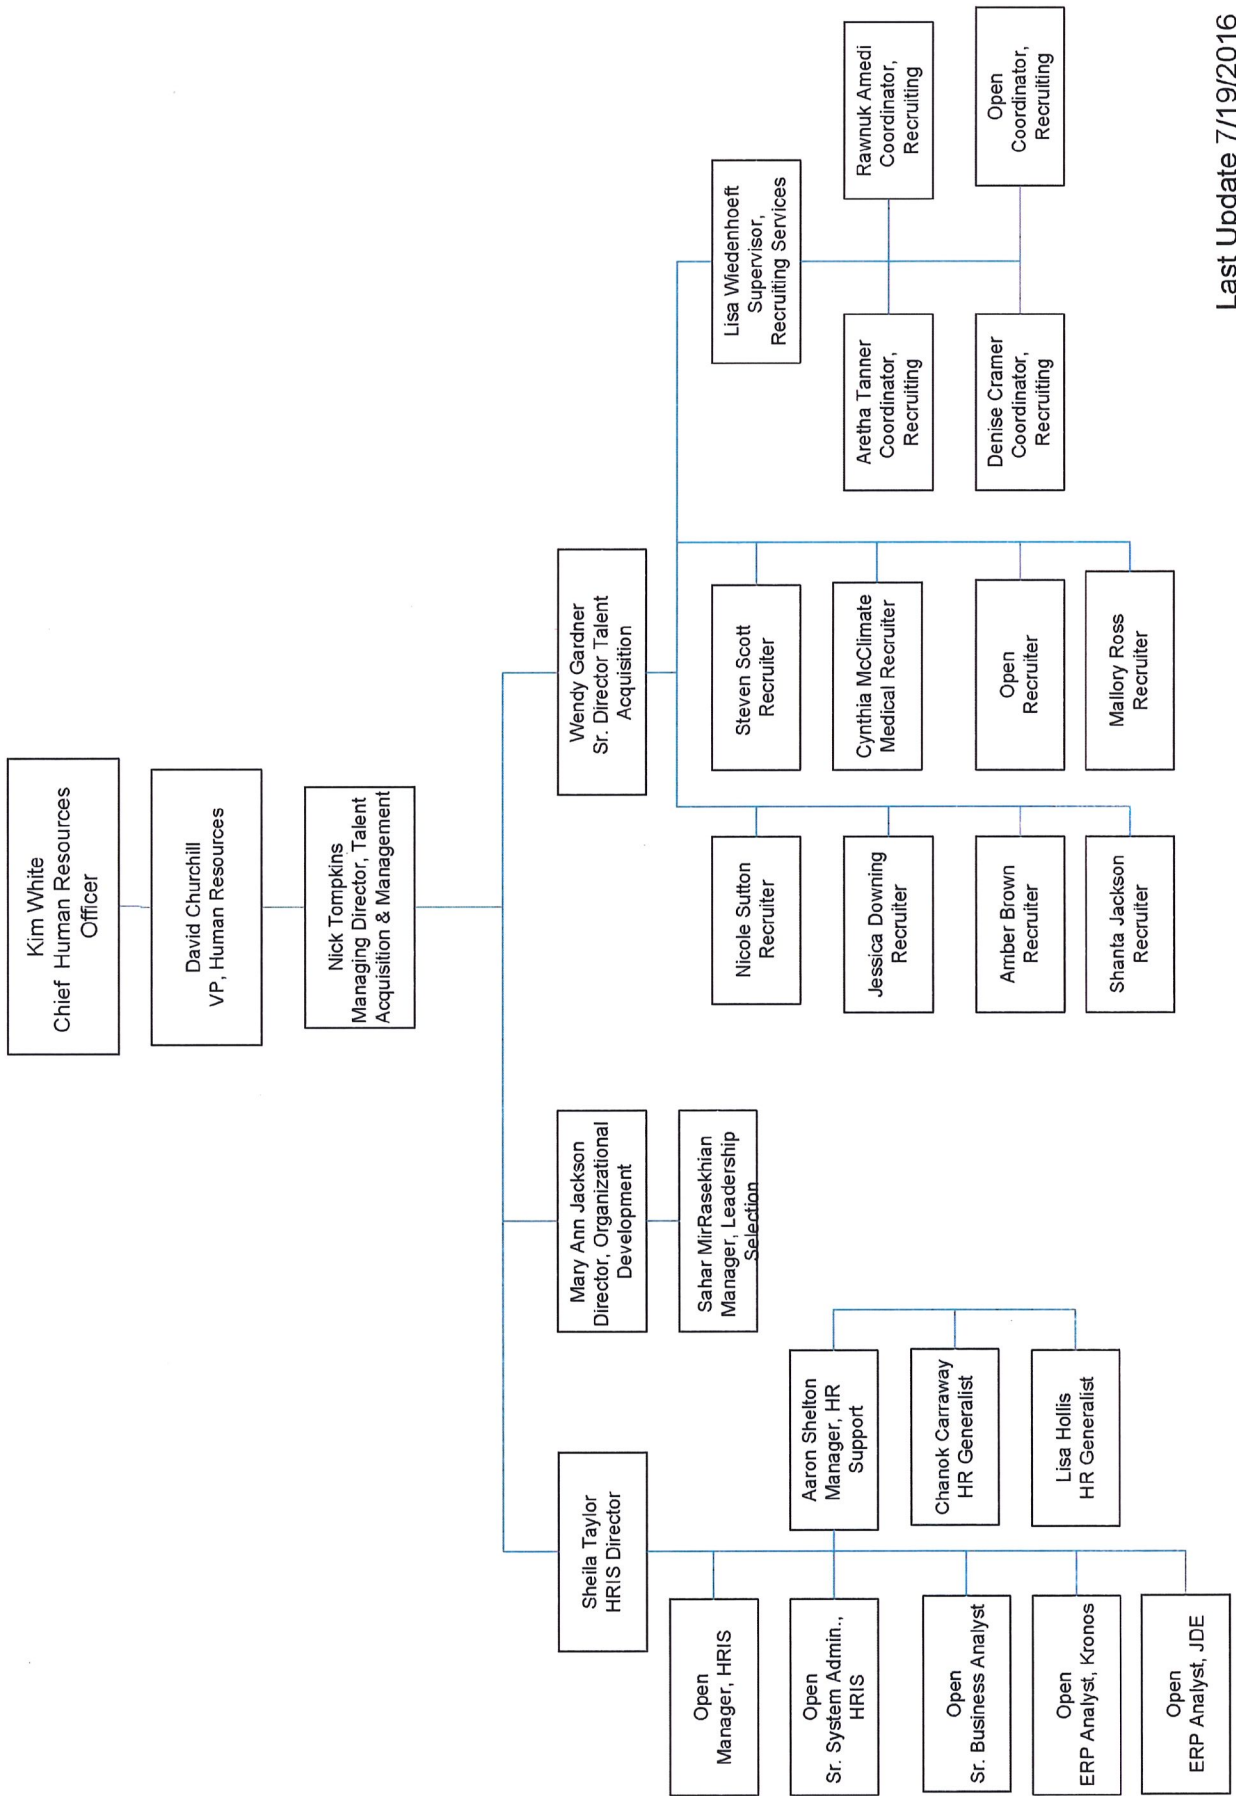 Kim White
Chief Human Resources
Officer
David Churchill
VP, Human Resources
Nick Tompkins
Managing Director, Talent
Acquisition & Management
Sheila Taylor
HRIS Director
Mary Ann Jackson
Director, Organizational
Development
Wendy Gardner
Sr. Director Talent
Acquisition
Open
Manager, HRIS
Open
Sr. System Admin.,
HRIS
Open
Sr. Business Analyst
Open
ERP Analyst, Kronos
Open
ERP Analyst, JDE
Aaron Shelton
Manager, HR
Support
Chanok Carraway
HR Generalist
Lisa Hollis
HR Generalist
Sahar MirRasekhian
Manager, Leadership
Selection
Nicole Sutton
Recruiter
Jessica Downing
Recruiter
Amber Brown
Recruiter
Shanta Jackson
Recruiter
Steven Scott
Recruiter
Cynthia McClimate
Medical Recruiter
Open
Recruiter
Mallory Ross
Recruiter
Lisa Wiedenhoeft
Supervisor,
Recruiting Services
Aretha Tanner
Coordinator,
Recruiting
Rawnuk Amedi
Coordinator,
Recruiting
Denise Cramer
Coordinator,
Recruiting
Open
Coordinator,
Recruiting
Last Update 7/19/2016